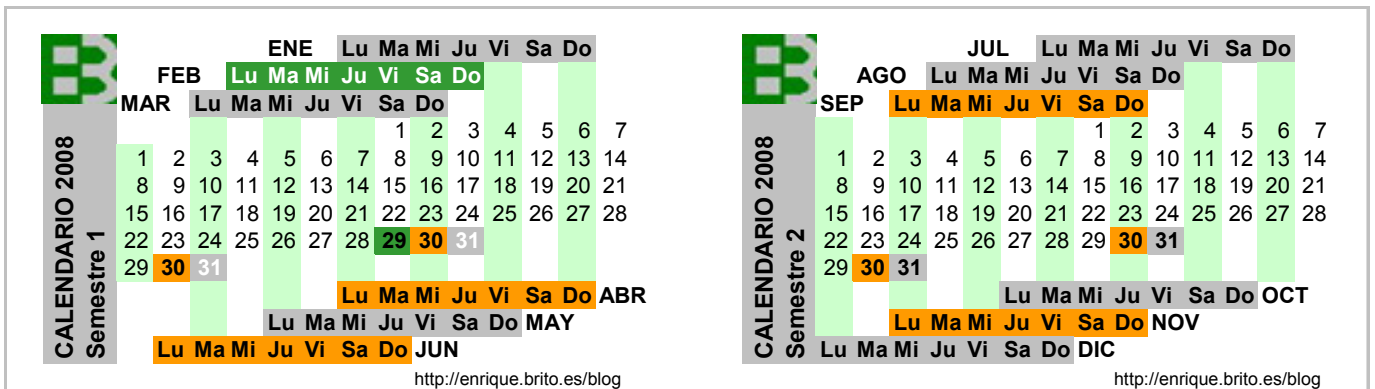 ENE Lu Ma Mi Ju Vi Sa Do
FEB Lu Ma Mi Ju Vi Sa Do
MAR Lu Ma Mi Ju Vi Sa Do
1 2 3 4 5 6 7
1 2 3 4 5 6 7 8 9 10 11 12 13 14
8 9 10 11 12 13 14 15 16 17 18 19 20 21
15 16 17 18 19 20 21 22 23 24 25 26 27 28
22 23 24 25 26 27 28 29 30 31
29 30 31
Lu Ma Mi Ju Vi Sa Do ABR
Lu Ma Mi Ju Vi Sa Do MAY
Lu Ma Mi Ju Vi Sa Do JUN
CALENDARIO 2008
Semestre 1
http://enrique.brito.es/blog
JUL Lu Ma Mi Ju Vi Sa Do
AGO Lu Ma Mi Ju Vi Sa Do
SEP Lu Ma Mi Ju Vi Sa Do
1 2 3 4 5 6 7
1 2 3 4 5 6 7 8 9 10 11 12 13 14
8 9 10 11 12 13 14 15 16 17 18 19 20 21
15 16 17 18 19 20 21 22 23 24 25 26 27 28
22 23 24 25 26 27 28 29 30 31
29 30 31
Lu Ma Mi Ju Vi Sa Do OCT
Lu Ma Mi Ju Vi Sa Do NOV
Lu Ma Mi Ju Vi Sa Do DIC
CALENDARIO 2008
Semestre 2
http://enrique.brito.es/blog